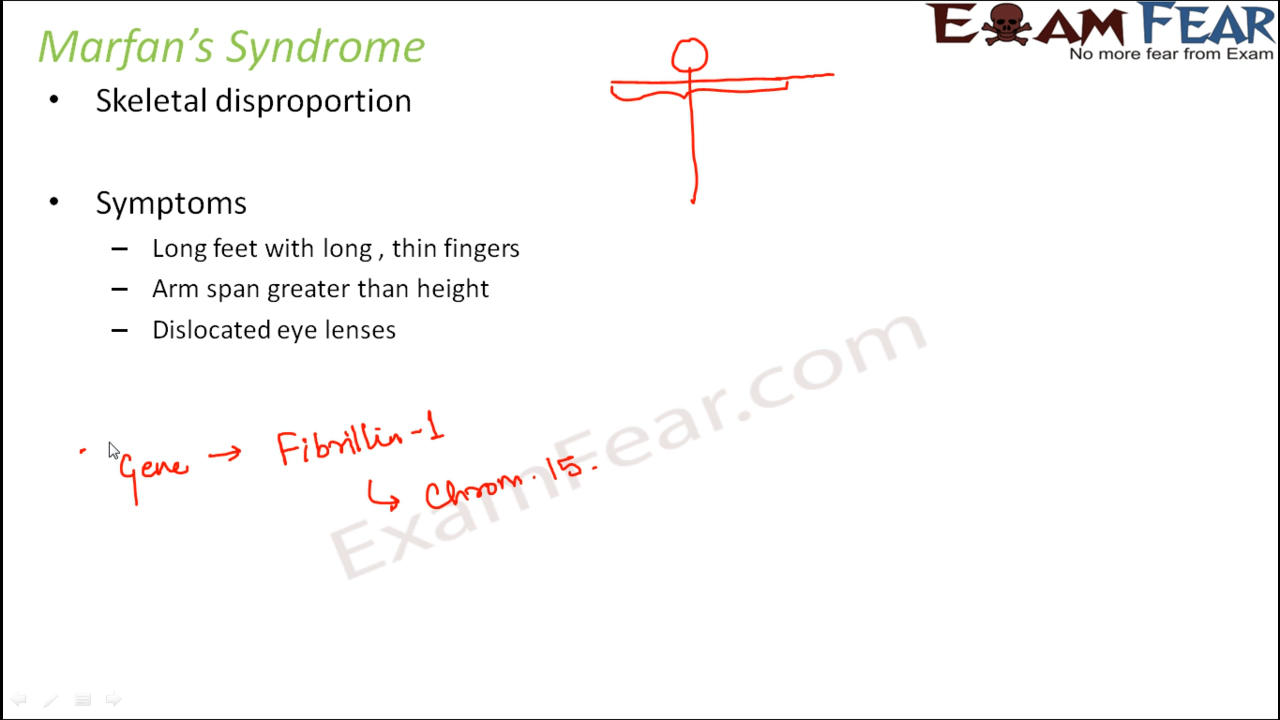 Marfan's Syndrome
EXAM FEAR
No more fear from Exam
• Skeletal disproportion
• Symptoms
– Long feet with long , thin fingers
– Arm span greater than height
– Dislocated eye lenses
Gene → Fibrillin-1
↳ Chrom. 15.
ExamFear.com